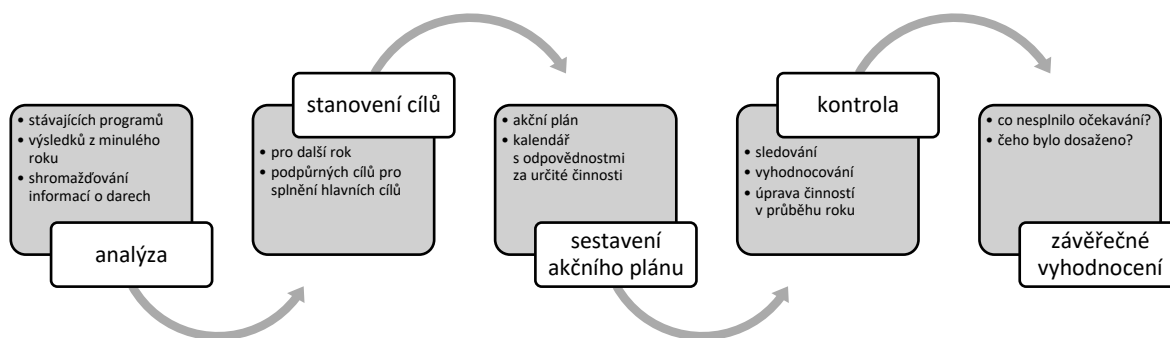 • stávajících programů
• výsledků z minulého
roku
• shromažďování
informací o darech
analýza
stanovení cílů
• pro další rok
• podpůrných cílů pro
splnění hlavních cílů
• akční plán
• kalendář
s odpovědnostmi
za určité činnosti
sestavení
akčního plánu
kontrola
• sledování
• vyhodnocování
• úprava činností
v průběhu roku
• co nesplnilo očekavání?
• čeho bylo dosaženo?
závěřečné
vyhodnocení